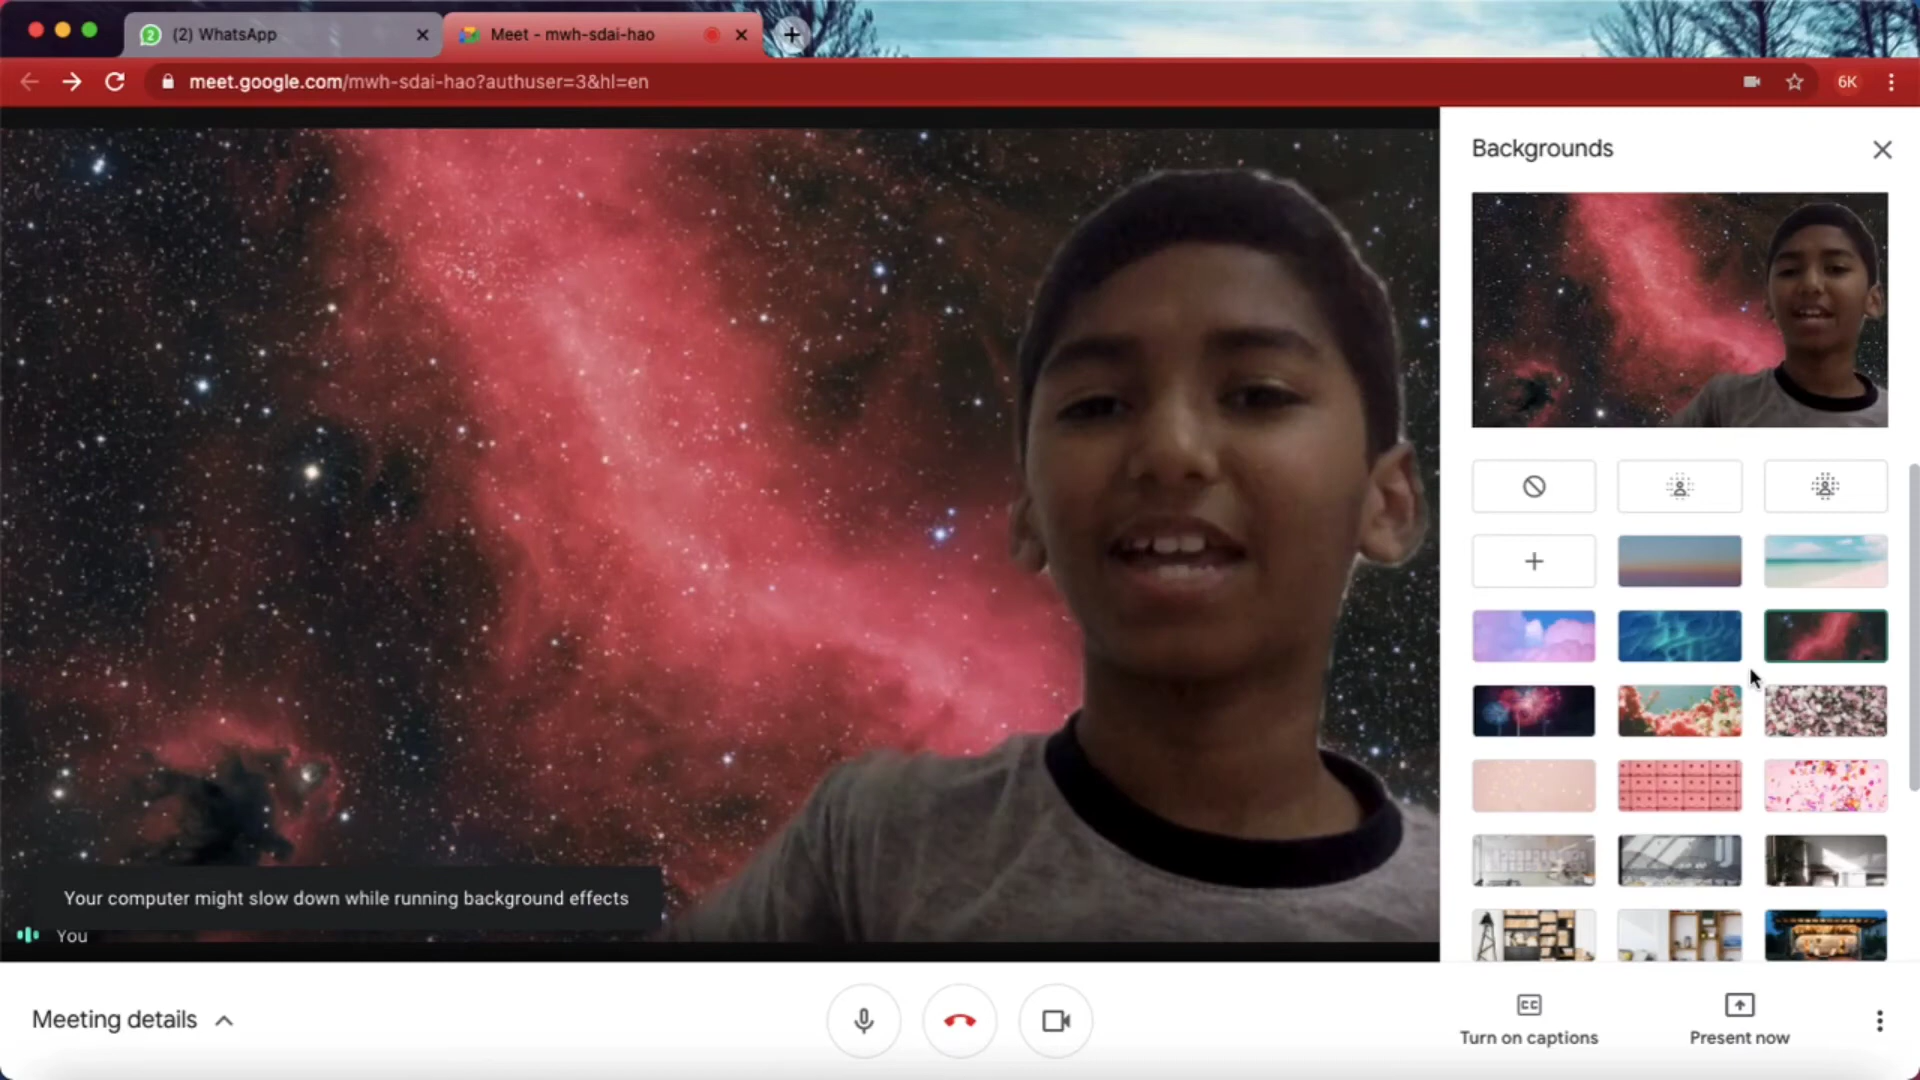 (2) WhatsApp
Meet - mwh-sdai-hao
meet.google.com/mwh-sdai-hao?authuser=3&hl=en
6K
Backgrounds
Your computer might slow down while running background effects
You
Meeting details
CC
Turn on captions
Present now